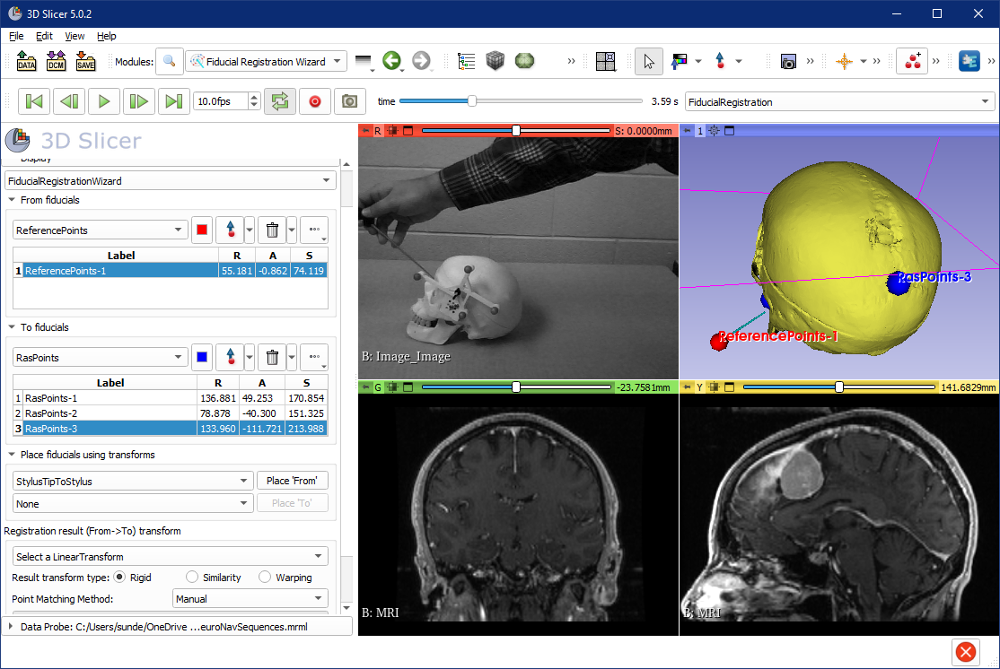 3D Slicer 5.0.2
File Edit View Help
DATA DCM SAVE Modules: Fiducial Registration Wizard
10.0fps time 3.59 s FiducialRegistration
3D Slicer
Display
FiducialRegistrationWizard
From fiducials
ReferencePoints
Label R A S
1 ReferencePoints-1 55.181 -0.862 74.119
To fiducials
RasPoints
Label R A S
1 RasPoints-1 136.881 49.253 170.854
2 RasPoints-2 78.878 -40.300 151.325
3 RasPoints-3 133.960 -111.721 213.988
Place fiducials using transforms
StylusTipToStylus Place 'From'
None Place 'To'
Registration result (From->To) transform
Select a LinearTransform
Result transform type: Rigid Similarity Warping
Point Matching Method: Manual
Data Probe: C:/Users/sunde/OneDrive ...euroNavSequences.mrml
R S: 0.0000mm
B: Image_Image
1
RasPoints-3
ReferencePoints-1
G -23.7581mm
B: MRI
Y 141.6829mm
B: MRI